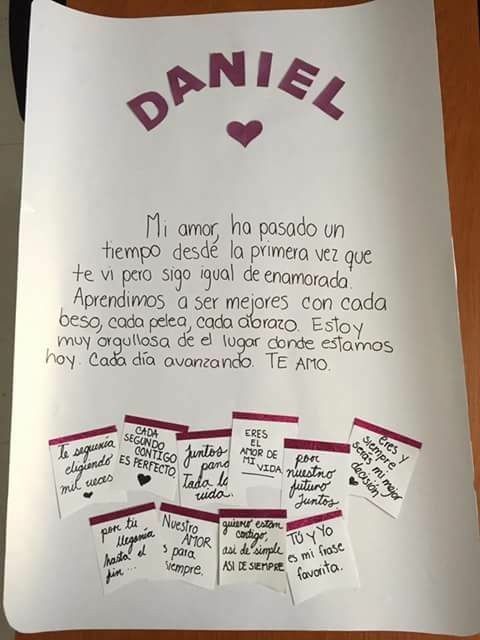 DANIEL
Mi amor, ha pasado un
tiempo desde la primera vez que
te vi pero sigo igual de enamorada.
Aprendimos a ser mejores con cada
beso, cada pelea, cada abrazo. Estoy
muy orgullosa de el lugar donde estamos
hoy. Cada día avanzando. TE AMO.
te seguiría
eligiendo
mil veces
CADA
SEGUNDO
CONTIGO
ES PERFECTO
Juntos
para
Toda la
vida.
ERES
EL
AMOR DE
MI VIDA
por
nuestro
futuro
Juntos
eres y
siempre
serás mi mejor
decisión
por tú
llegaría
hasta el
fin...
Nuestro
AMOR
es para
siempre.
quiero estar
contigo,
así de simple
ASI DE SIEMPRE
TÚ Y YO
es mi frase
favorita.